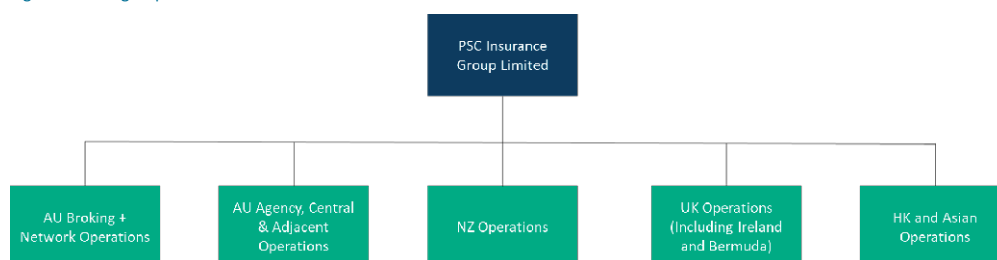 PSC Insurance
Group Limited
AU Broking +
Network Operations
AU Agency, Central
& Adjacent
Operations
NZ Operations
UK Operations
(Including Ireland
and Bermuda)
HK and Asian
Operations